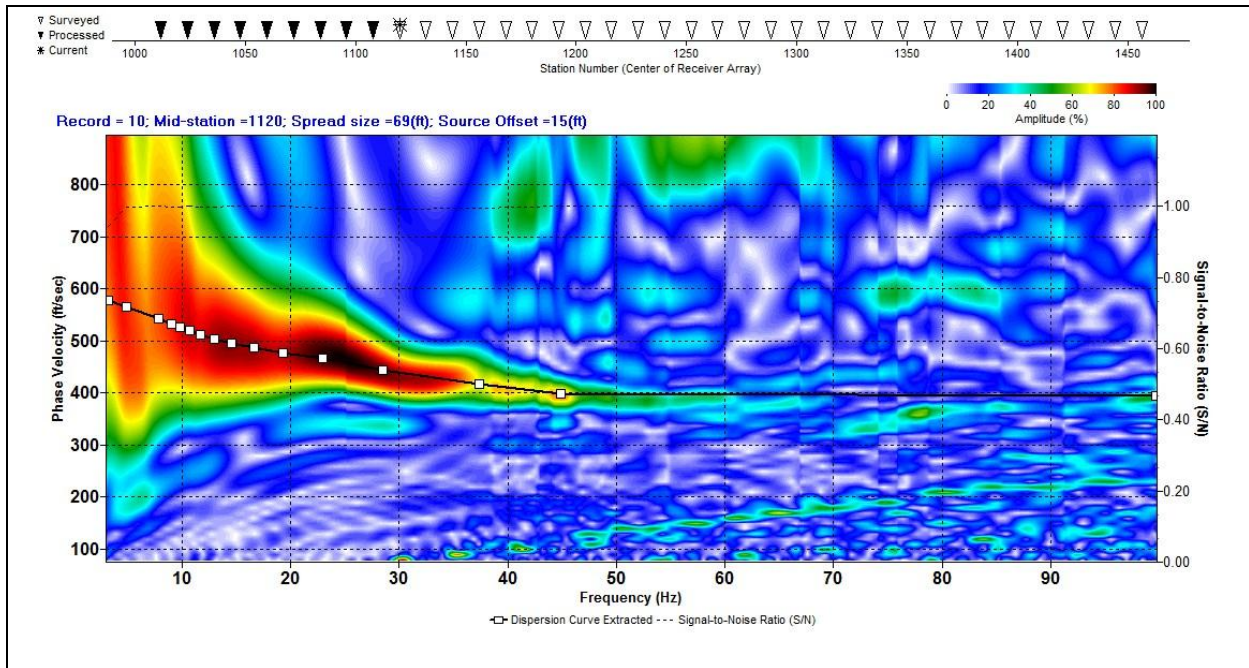 Surveyed
Processed
Current
1000 1050 1100 1150 1200 1250 1300 1350 1400 1450
Station Number (Center of Receiver Array)
0 20 40 60 80 100
Amplitude (%)
Record = 10; Mid-station =1120; Spread size =69(ft); Source Offset =15(ft)
800
700
600
500
400
300
200
100
Phase Velocity (ft/sec)
1.00
0.80
0.60
0.40
0.20
0.00
Signal-to-Noise Ratio (S/N)
10 20 30 40 50 60 70 80 90
Frequency (Hz)
Dispersion Curve Extracted --- Signal-to-Noise Ratio (S/N)